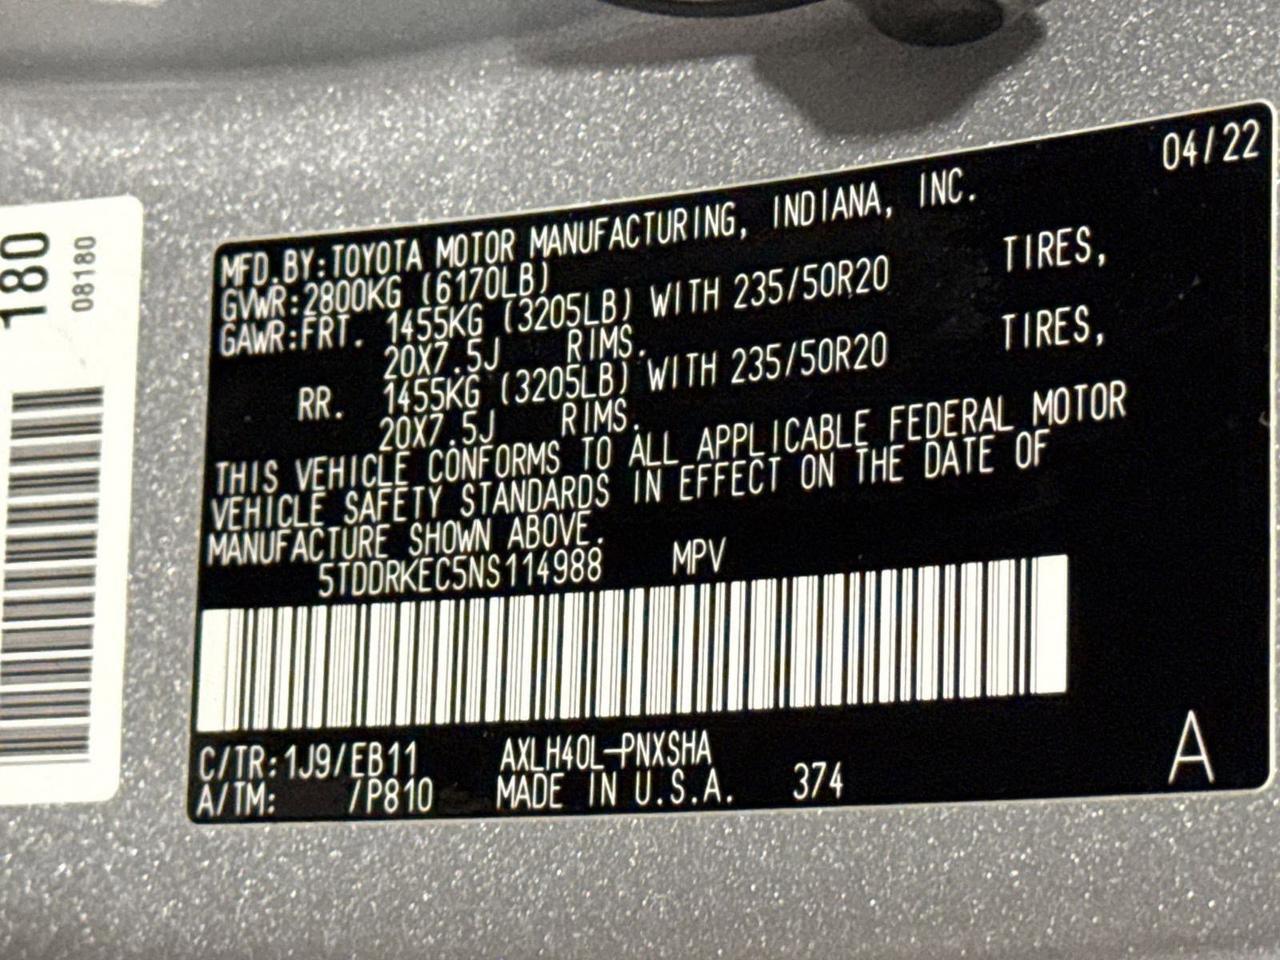 180
08180
04/22
MFD.BY:TOYOTA MOTOR MANUFACTURING, INDIANA, INC.
GVWR:2800KG (6170LB)
GAWR:FRT. 1455KG (3205LB) WITH 235/50R20 TIRES,
20X7.5J RIMS.
RR. 1455KG (3205LB) WITH 235/50R20 TIRES,
20X7.5J RIMS.
THIS VEHICLE CONFORMS TO ALL APPLICABLE FEDERAL MOTOR
VEHICLE SAFETY STANDARDS IN EFFECT ON THE DATE OF
MANUFACTURE SHOWN ABOVE.
5TDDRKEC5NS114988 MPV
C/TR:1J9/EB11 AXLH40L-PNXSHA
A/TM: /P810 MADE IN U.S.A. 374
A